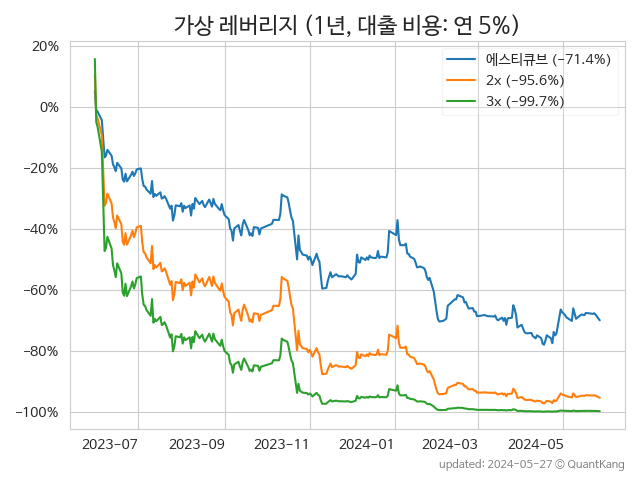 가상 레버리지 (1년, 대출 비용: 연 5%)
에스티큐브 (−71.4%)
2x (−95.6%)
3x (−99.7%)
20%
0%
−20%
−40%
−60%
−80%
−100%
2023-07 2023-09 2023-11 2024-01 2024-03 2024-05
updated: 2024-05-27 © QuantKang